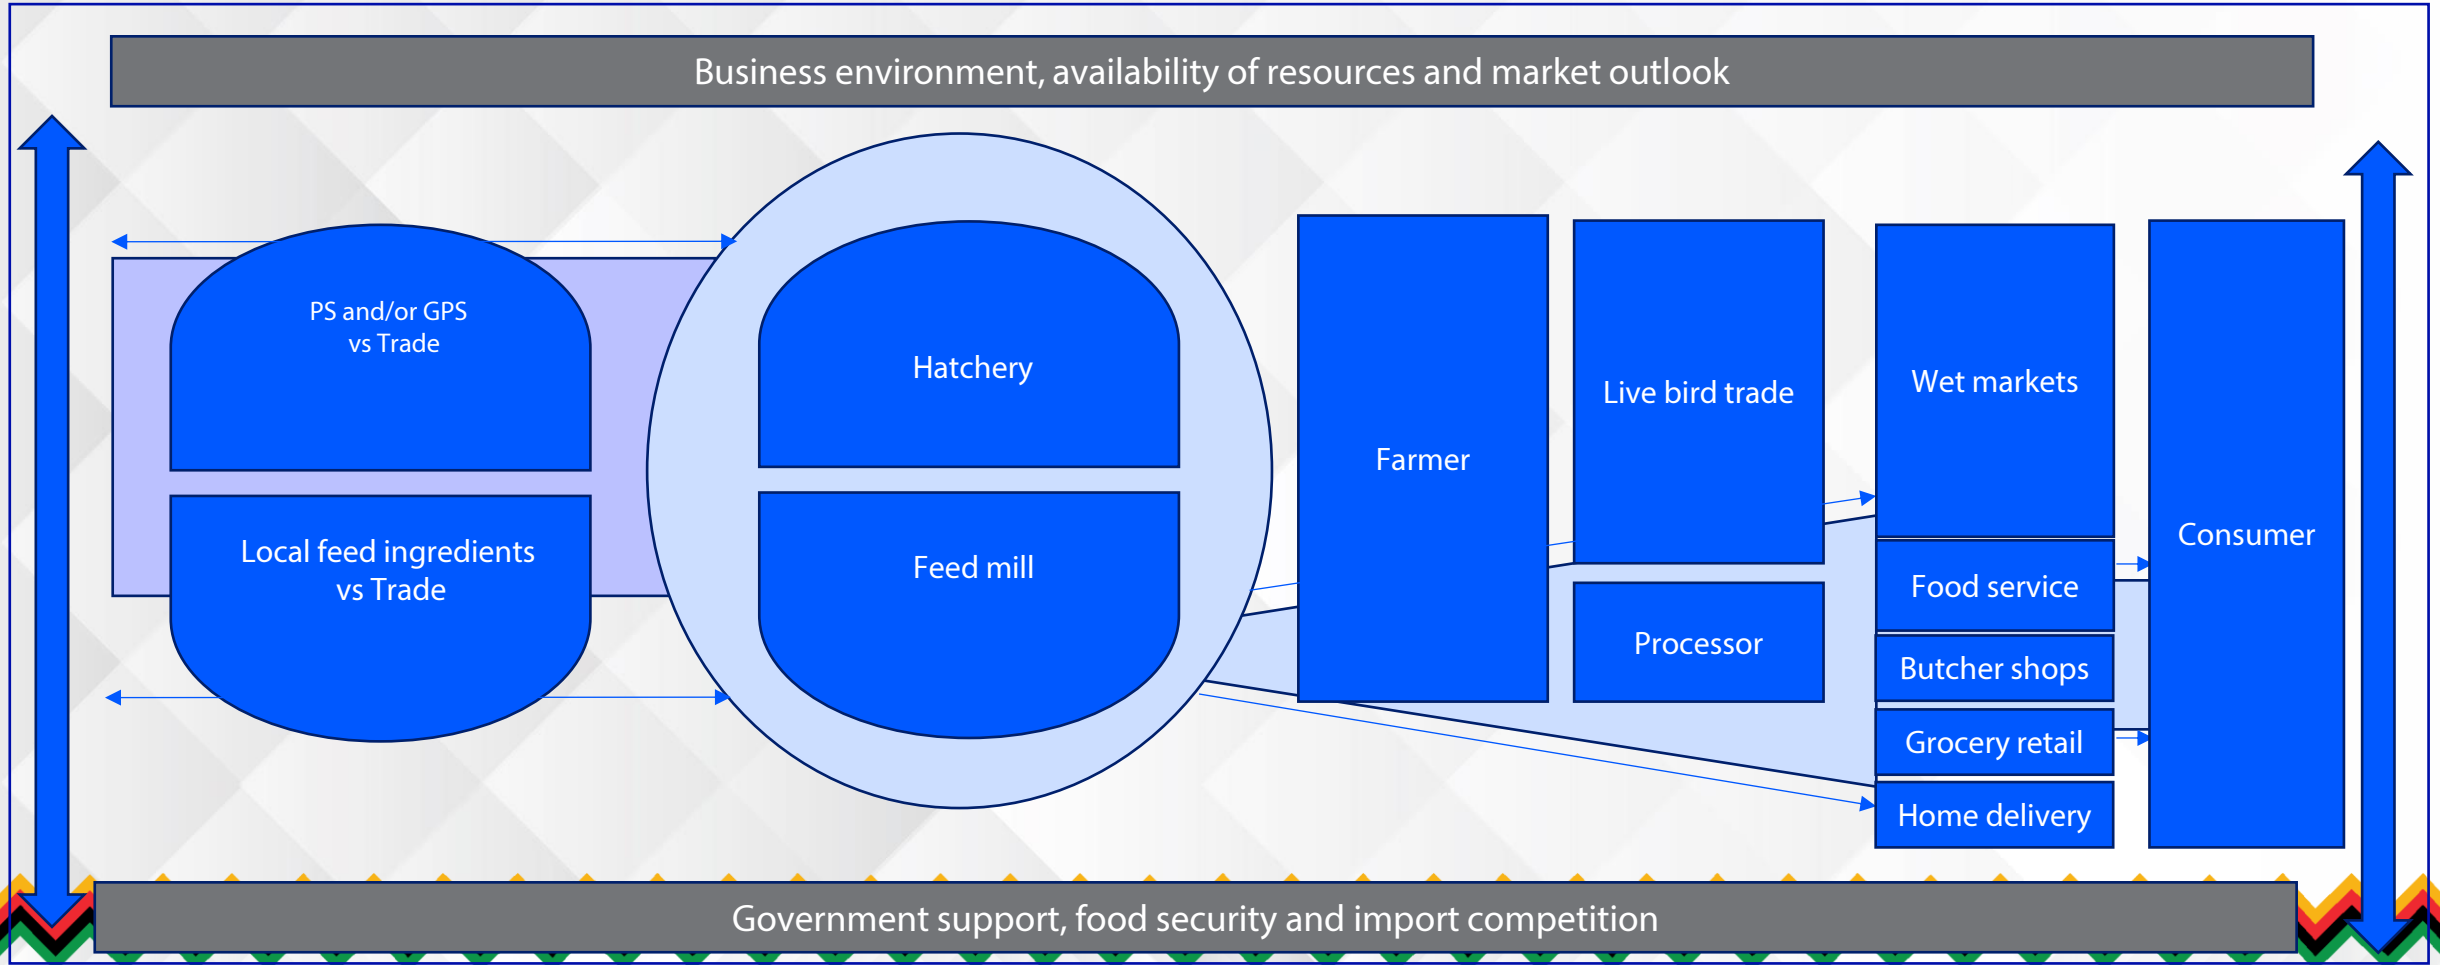 Business environment, availability of resources and market outlook
PS and/or GPS
vs Trade
Local feed ingredients
vs Trade
Hatchery
Feed mill
Farmer
Live bird trade
Processor
Wet markets
Food service
Butcher shops
Grocery retail
Home delivery
Consumer
Government support, food security and import competition